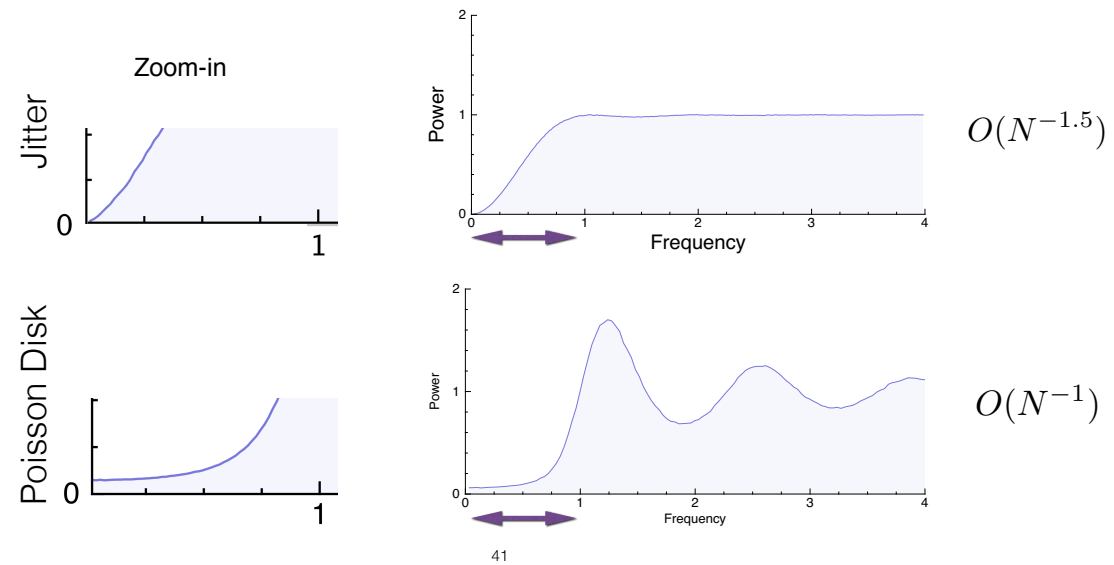 Zoom-in
Jitter
0
1
Power
2
1
0
0 1 2 3 4
Frequency
O(N^{-1.5})
Poisson Disk
0
1
Power
2
1
0
0 1 2 3 4
Frequency
O(N^{-1})
41